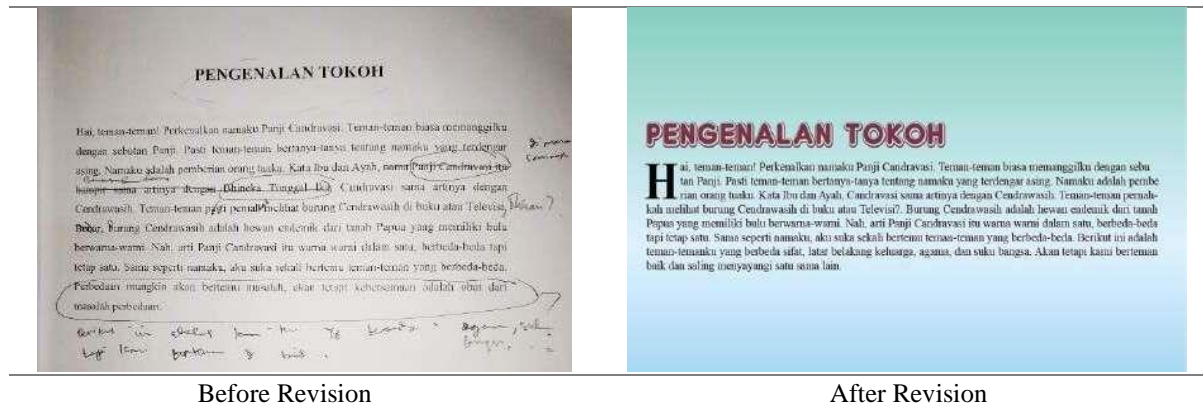 PENGENALAN TOKOH
Hai, teman-teman! Perkenalkan namaku Panji Candravasi. Teman-teman biasa memanggilku
dengan sebutan Panji. Pasti teman-teman bertanya-tanya tentang namaku yang terdengar
asing. Namaku adalah pemberian orang tuaku. Kata Ibu dan Ayah, nama Panji Candravasi itu
hampir sama artinya dengan Bhineka Tunggal Ika. Candravasi sama artinya dengan
Cendrawasih. Teman-teman pasti pernah melihat burung Cendrawasih di buku atau Televisi,
Burung Cendrawasih adalah hewan endemik dari tanah Papua yang memiliki bulu
berwarna-warni. Nah, arti Panji Candravasi itu warna warni dalam satu, berbeda-beda tapi
tetap satu. Sama seperti namaku, aku suka sekali bertemu teman-teman yang berbeda-beda.
Perbedaan mungkin akan bertemu masalah, akan tetapi kebersamaan adalah obat dari
masalah perbedaan.
Before Revision
PENGENALAN TOKOH
Hai, teman-teman! Perkenalkan namaku Panji Candravasi. Teman-teman biasa memanggilku dengan sebu
tan Panji. Pasti teman-teman bertanya-tanya tentang namaku yang terdengar asing. Namaku adalah pembe
rian orang tuaku. Kata Ibu dan Ayah, Candravasi sama artinya dengan Cendrawasih. Teman-teman pernah-
kah melihat burung Cendrawasih di buku atau Televisi?. Burung Cendrawasih adalah hewan endemik dari tanah
Papua yang memiliki bulu berwarna-warni. Nah, arti Panji Candravasi itu warna warni dalam satu, berbeda-beda
tapi tetap satu. Sama seperti namaku, aku suka sekali bertemu teman-teman yang berbeda-beda. Berikut ini adalah
teman-temanku yang berbeda sifat, latar belakang keluarga, agama, dan suku bangsa. Akan tetapi kami berteman
baik dan saling menyayangi satu sama lain.
After Revision